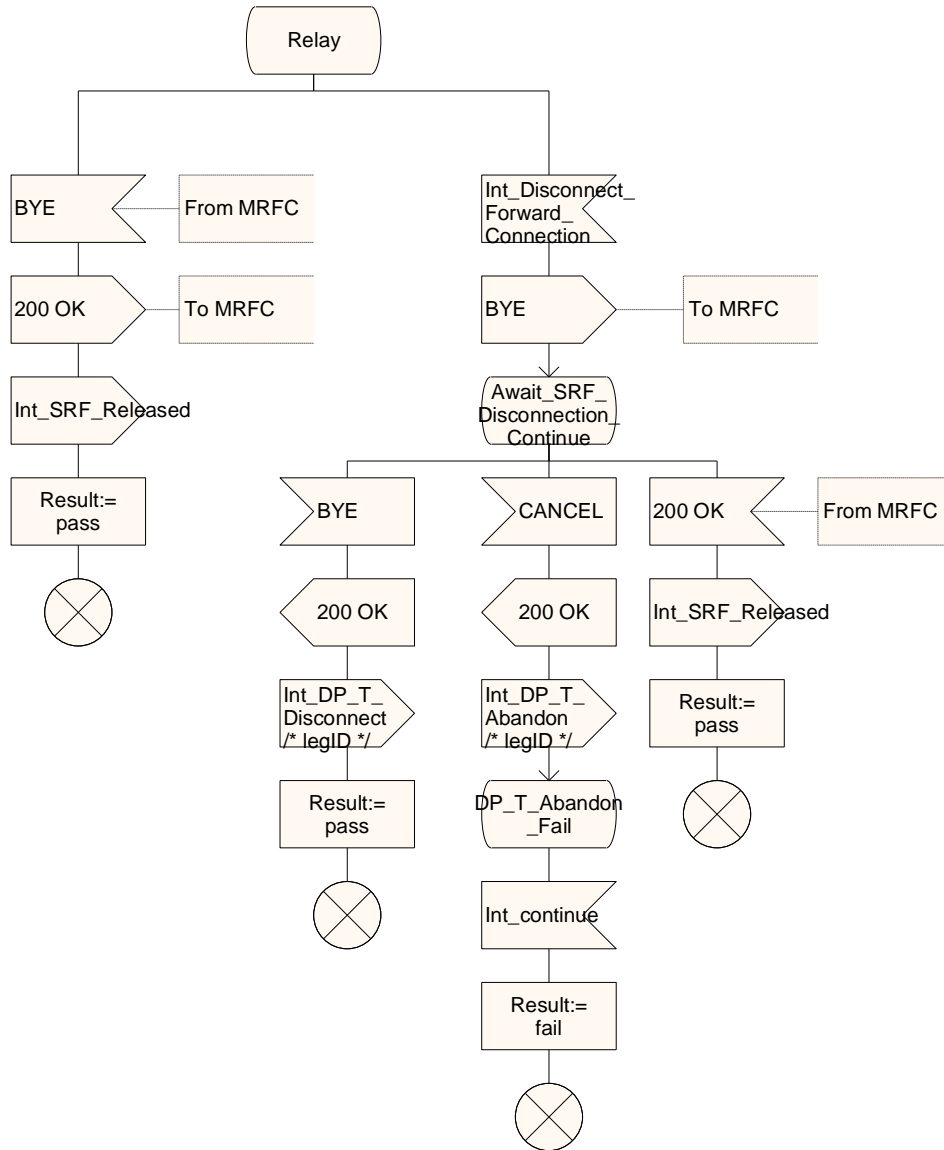 Relay
BYE
From MRFC
200 OK
To MRFC
Int_SRF_Released
Result:=
pass
Int_Disconnect_
Forward_
Connection
BYE
To MRFC
Await_SRF_
Disconnection_
Continue
BYE
200 OK
Int_DP_T_
Disconnect
/* legID */
Result:=
pass
CANCEL
200 OK
Int_DP_T_
Abandon
/* legID */
DP_T_Abandon
_Fail
Int_continue
Result:=
fail
200 OK
From MRFC
Int_SRF_Released
Result:=
pass